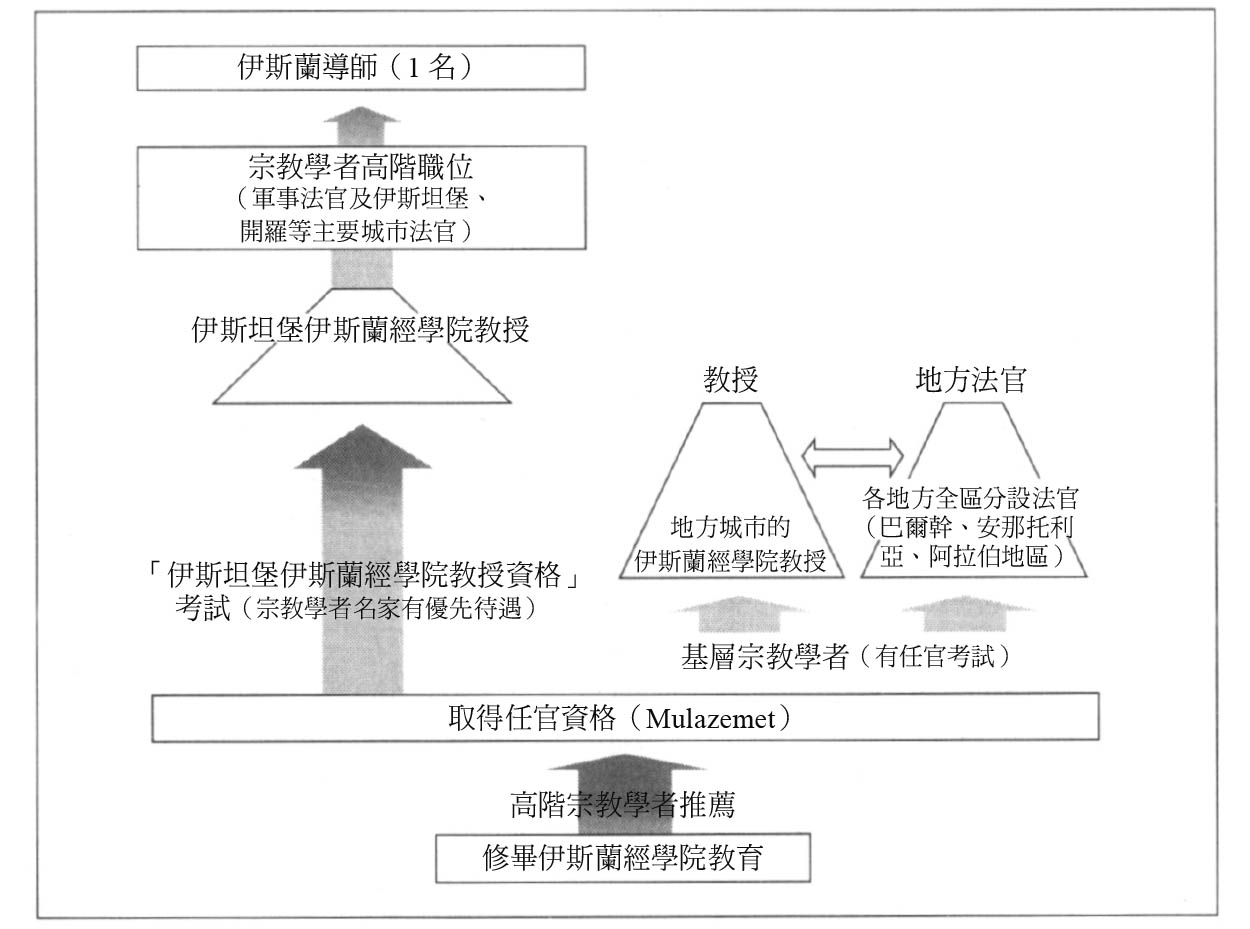 伊斯蘭導師（1 名）
宗教學者高階職位
（軍事法官及伊斯坦堡、
開羅等主要城市法官）
伊斯坦堡伊斯蘭經學院教授
「伊斯坦堡伊斯蘭經學院教授資格」
考試（宗教學者名家有優先待遇）
教授
地方城市的
伊斯蘭經學院教授
地方法官
各地方全區分設法官
（巴爾幹、安那托利
亞、阿拉伯地區）
基層宗教學者（有任官考試）
取得任官資格（Mulazemet）
高階宗教學者推薦
修畢伊斯蘭經學院教育